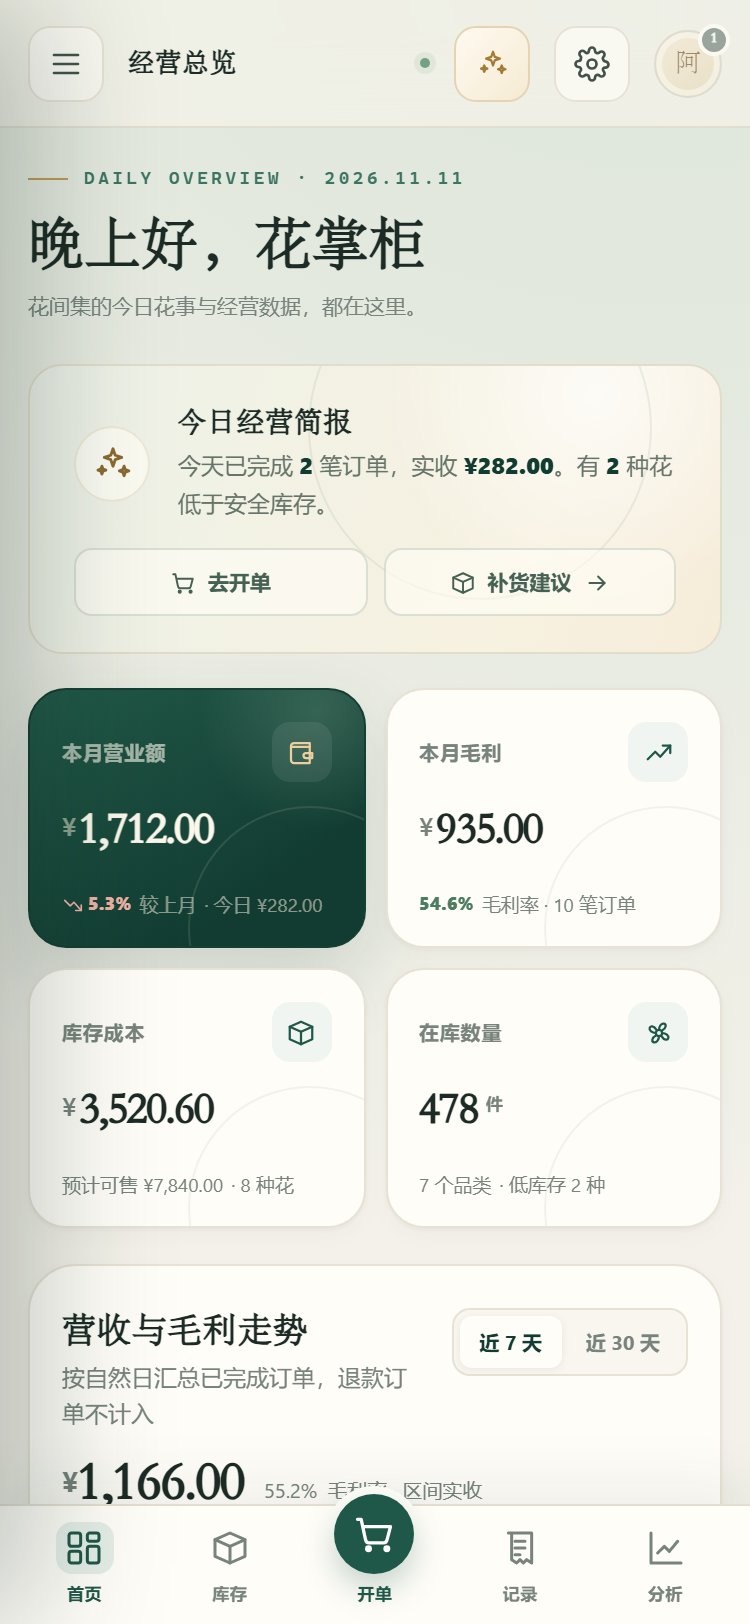 经营总览
阿
1
DAILY OVERVIEW · 2026.11.11
晚上好，花掌柜
花间集的今日花事与经营数据，都在这里。
今日经营简报
今天已完成 2 笔订单，实收 ¥282.00。有 2 种花
低于安全库存。
去开单
补货建议 →
本月营业额
¥1,712.00
5.3% 较上月 · 今日 ¥282.00
本月毛利
¥935.00
54.6% 毛利率 · 10 笔订单
库存成本
¥3,520.60
预计可售 ¥7,840.00 · 8 种花
在库数量
478 件
7 个品类 · 低库存 2 种
营收与毛利走势
近 7 天
近 30 天
按自然日汇总已完成订单，退款订
单不计入
¥1,166.00
55.2% 毛利率 区间实收
首页
库存
开单
记录
分析